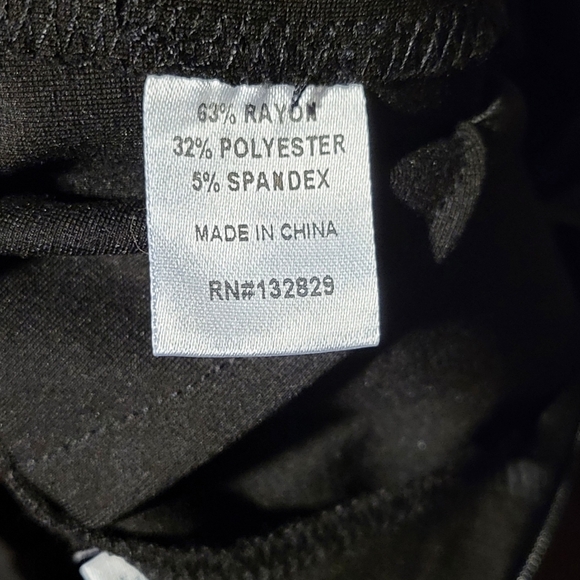 63% RAYON
32% POLYESTER
5% SPANDEX
MADE IN CHINA
RN#132829